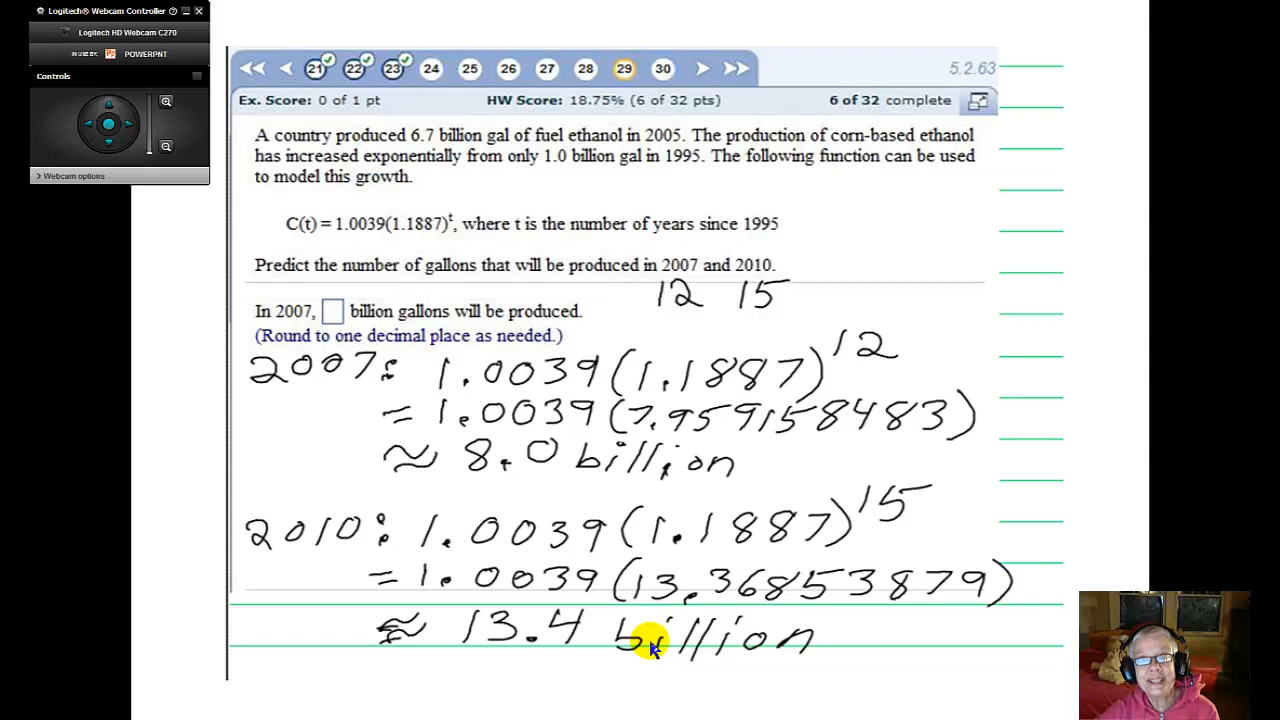 Logitech® Webcam Controller
Logitech HD Webcam C270
IN USE BY: POWERPNT
Controls
Webcam options
21 22 23 24 25 26 27 28 29 30
5.2.63
Ex. Score: 0 of 1 pt HW Score: 18.75% (6 of 32 pts) 6 of 32 complete
A country produced 6.7 billion gal of fuel ethanol in 2005. The production of corn-based ethanol
has increased exponentially from only 1.0 billion gal in 1995. The following function can be used
to model this growth.
C(t) = 1.0039(1.1887)^t, where t is the number of years since 1995
Predict the number of gallons that will be produced in 2007 and 2010.
12 15
In 2007, billion gallons will be produced.
(Round to one decimal place as needed.)
2007: 1.0039(1.1887)^12
= 1.0039(7.959158483)
≈ 8.0 billion
2010: 1.0039(1.1887)^15
= 1.0039(13.36853879)
≈ 13.4 billion